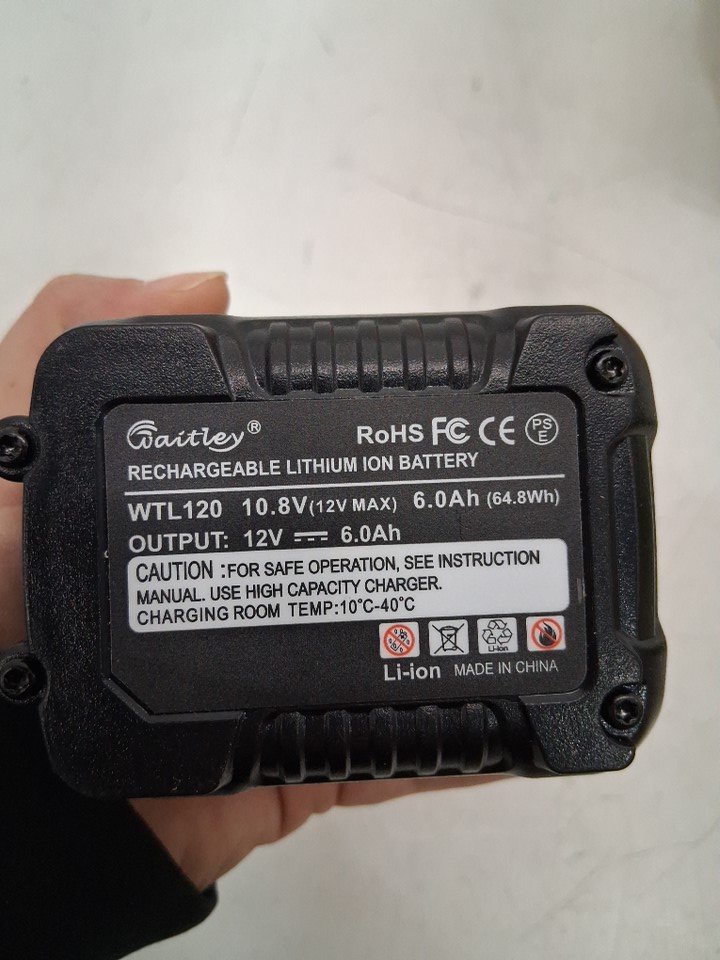 Waitley®
RoHS FC CE PSE
RECHARGEABLE LITHIUM ION BATTERY
WTL120 10.8V(12V MAX) 6.0Ah (64.8Wh)
OUTPUT: 12V ⎓ 6.0Ah
CAUTION :FOR SAFE OPERATION, SEE INSTRUCTION
MANUAL. USE HIGH CAPACITY CHARGER.
CHARGING ROOM TEMP:10°C-40°C
Li-ion
Li-ion MADE IN CHINA